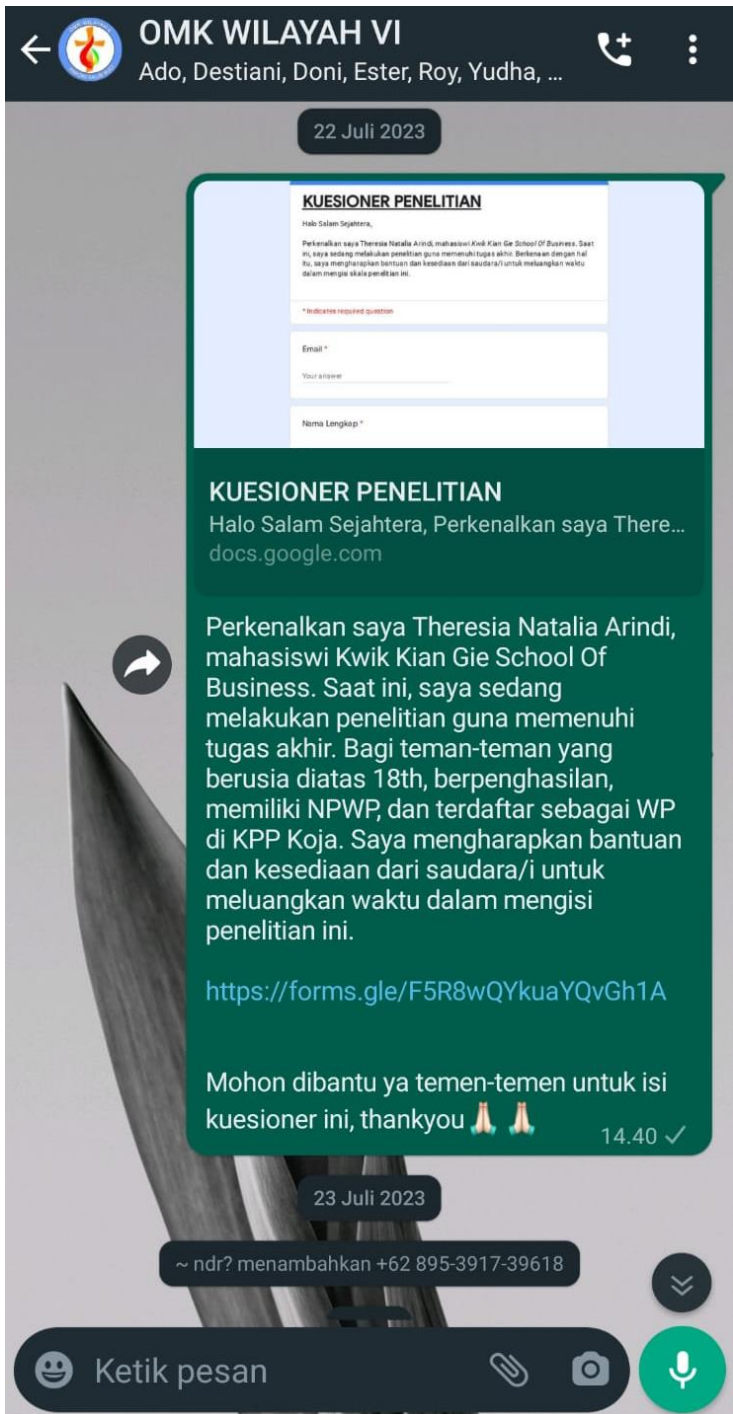 OMK WILAYAH VI
Ado, Destiani, Doni, Ester, Roy, Yudha, ...
22 Juli 2023
KUESIONER PENELITIAN
Halo Salam Sejahtera,
Perkenalkan saya Theresia Natalia Arindi, mahasiswi Kwik Kian Gie School Of Business. Saat
ini, saya sedang melakukan penelitian guna memenuhi tugas akhir. Berkenaan dengan hal
itu, saya mengharapkan bantuan dan kesediaan dari saudara/i untuk meluangkan waktu
dalam mengisi skala penelitian ini.
* Indicates required question
Email *
Your answer
Nama Lengkap *
KUESIONER PENELITIAN
Halo Salam Sejahtera, Perkenalkan saya There...
docs.google.com
Perkenalkan saya Theresia Natalia Arindi,
mahasiswi Kwik Kian Gie School Of
Business. Saat ini, saya sedang
melakukan penelitian guna memenuhi
tugas akhir. Bagi teman-teman yang
berusia diatas 18th, berpenghasilan,
memiliki NPWP, dan terdaftar sebagai WP
di KPP Koja. Saya mengharapkan bantuan
dan kesediaan dari saudara/i untuk
meluangkan waktu dalam mengisi
penelitian ini.
https://forms.gle/F5R8wQYkuaYQvGh1A
Mohon dibantu ya temen-temen untuk isi
kuesioner ini, thankyou 🙏🏻 🙏🏻
14.40
23 Juli 2023
~ ndr? menambahkan +62 895-3917-39618
Ketik pesan